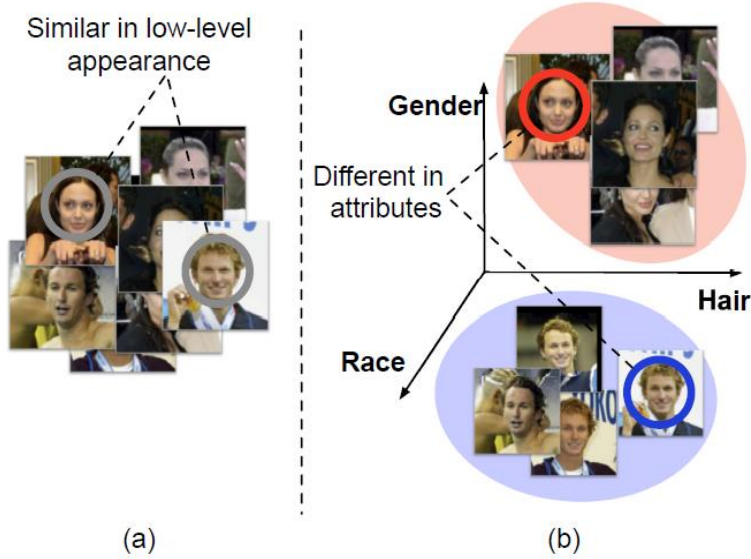 Similar in low-level
appearance
Gender
Different in
attributes
Hair
Race
(a)
(b)